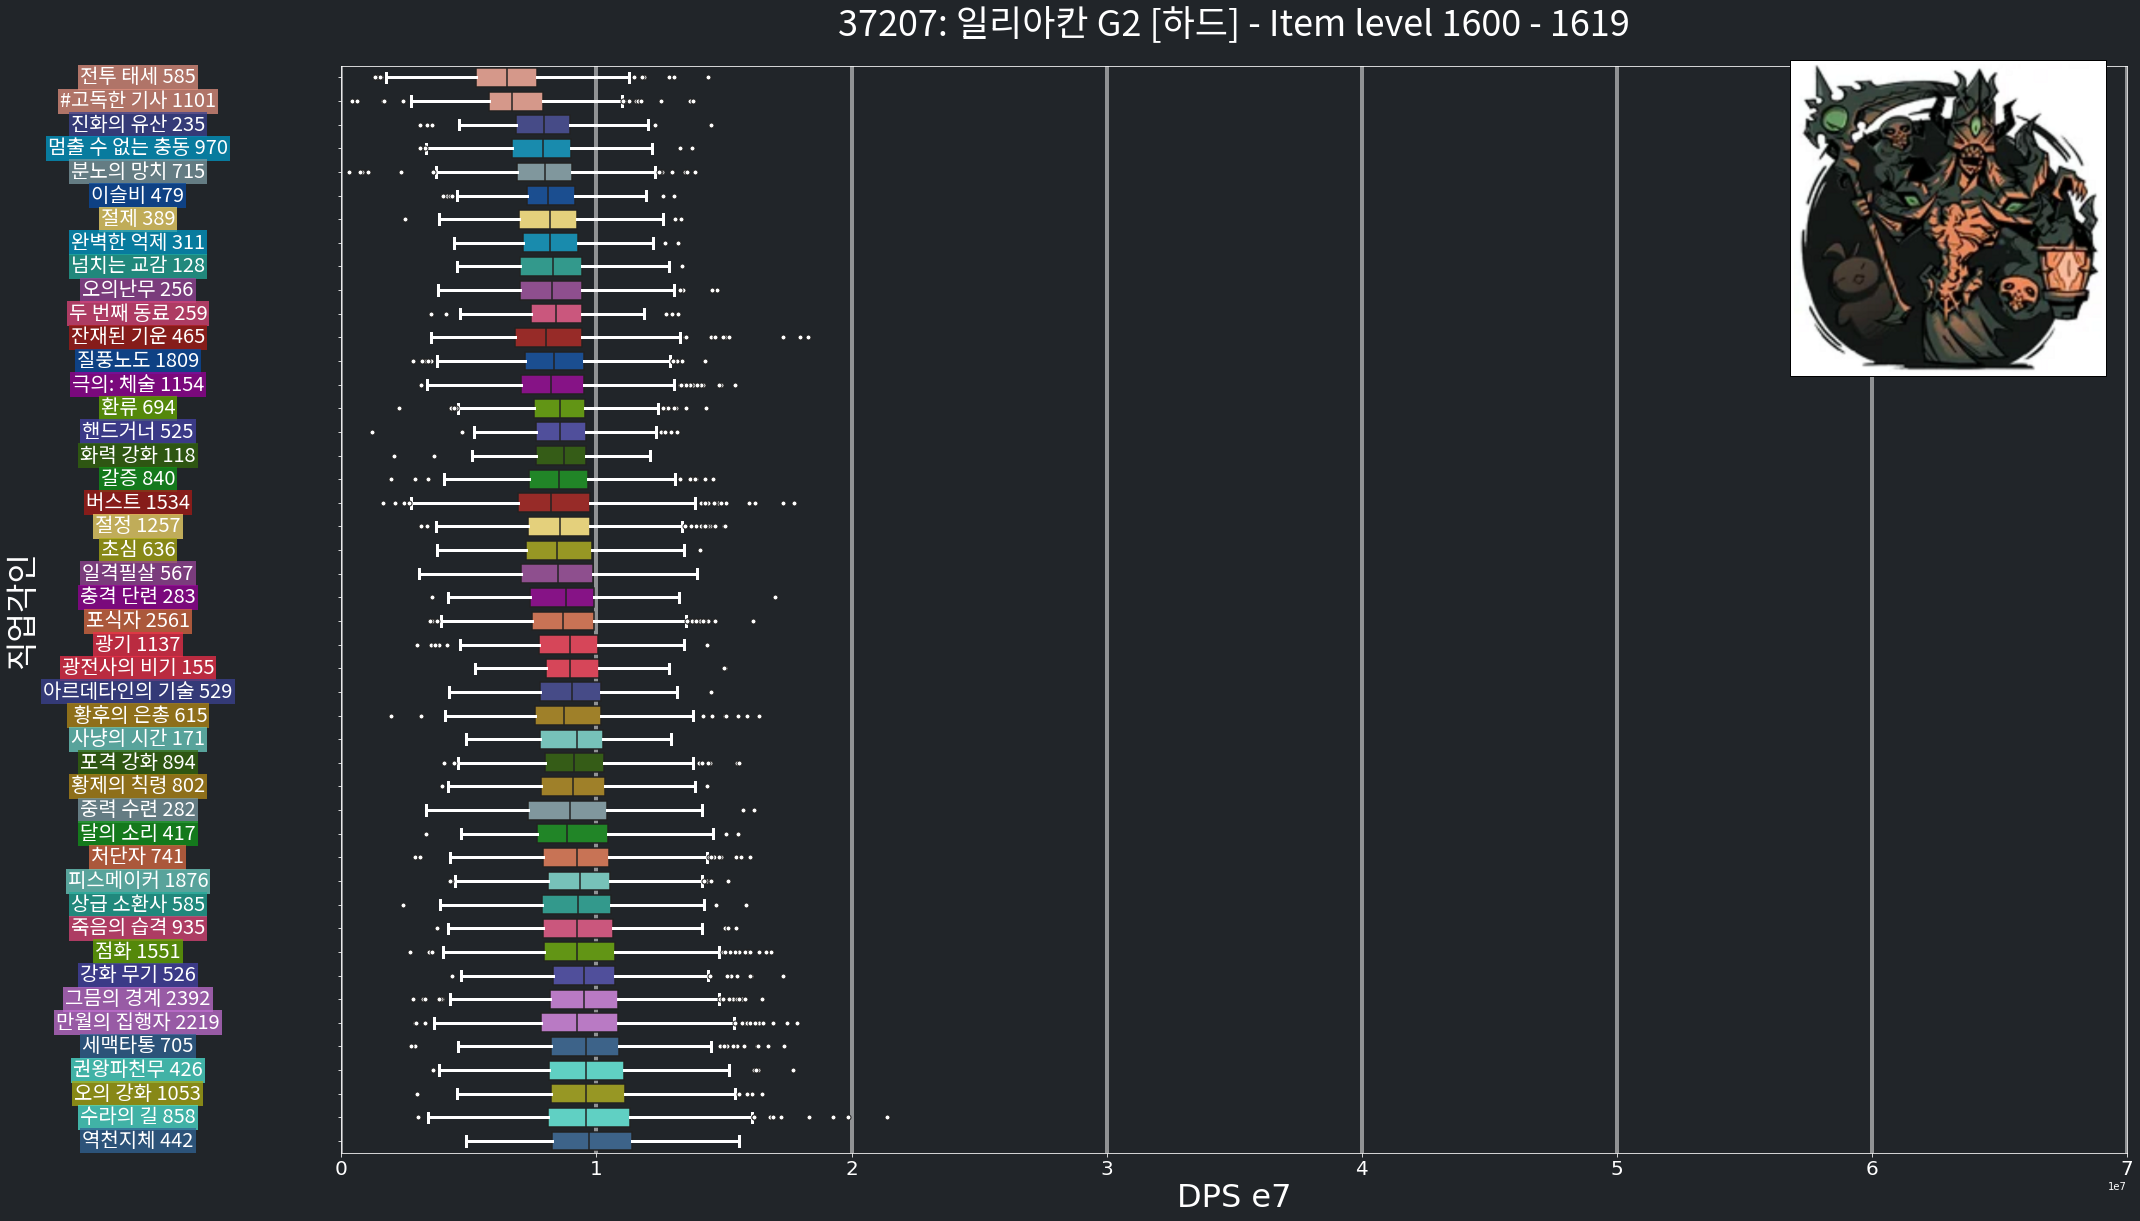 37207: 일리아칸 G2 [하드] - Item level 1600 - 1619
직업각인
전투 태세 585
#고독한 기사 1101
진화의 유산 235
멈출 수 없는 충동 970
분노의 망치 715
이슬비 479
절제 389
완벽한 억제 311
넘치는 교감 128
오의난무 256
두 번째 동료 259
잔재된 기운 465
질풍노도 1809
극의: 체술 1154
환류 694
핸드거너 525
화력 강화 118
갈증 840
버스트 1534
절정 1257
초심 636
일격필살 567
충격 단련 283
포식자 2561
광기 1137
광전사의 비기 155
아르데타인의 기술 529
황후의 은총 615
사냥의 시간 171
포격 강화 894
황제의 칙령 802
중력 수련 282
달의 소리 417
처단자 741
피스메이커 1876
상급 소환사 585
죽음의 습격 935
점화 1551
강화 무기 526
그믐의 경계 2392
만월의 집행자 2219
세맥타통 705
권왕파천무 426
오의 강화 1053
수라의 길 858
역천지체 442
0 1 2 3 4 5 6 7
1e7
DPS e7